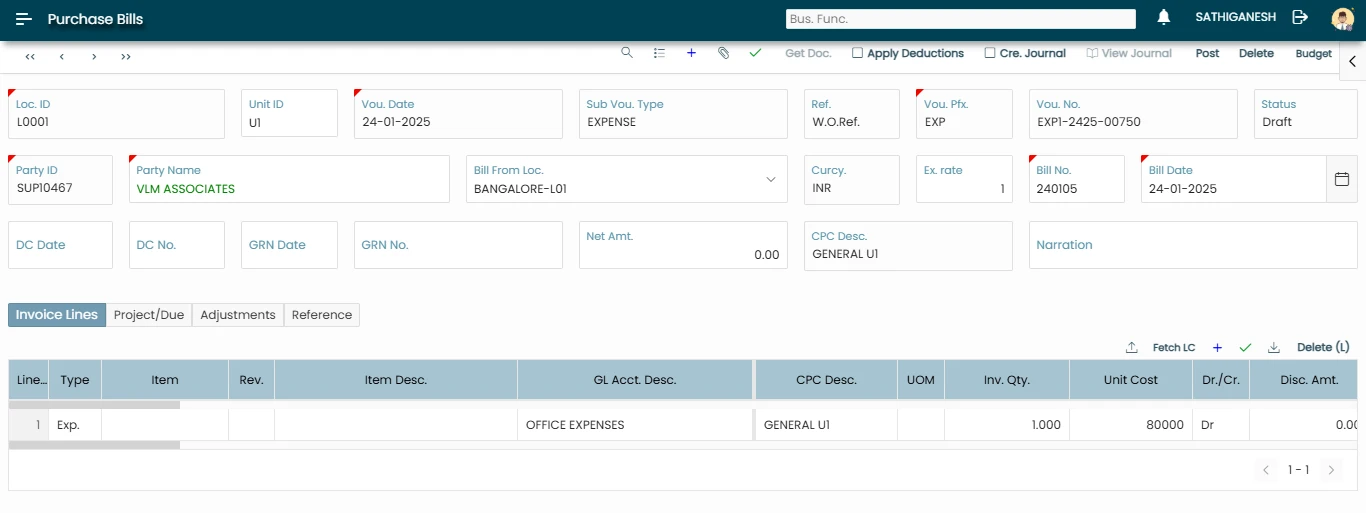 Purchase Bills
Bus. Func.
SATHIGANESH
Get Doc.
Apply Deductions
Cre. Journal
View Journal
Post
Delete
Budget
Loc. ID
L0001
Unit ID
U1
Vou. Date
24-01-2025
Sub Vou. Type
EXPENSE
Ref.
W.O.Ref.
Vou. Pfx.
EXP
Vou. No.
EXP1-2425-00750
Status
Draft
Party ID
SUP10467
Party Name
VLM ASSOCIATES
Bill From Loc.
BANGALORE-L01
Curcy.
INR
Ex. rate
1
Bill No.
240105
Bill Date
24-01-2025
DC Date
DC No.
GRN Date
GRN No.
Net Amt.
0.00
CPC Desc.
GENERAL U1
Narration
Invoice Lines
Project/Due
Adjustments
Reference
Fetch LC
Delete (L)
Line... Type Item Rev. Item Desc. GL Acct. Desc. CPC Desc. UOM Inv. Qty. Unit Cost Dr./Cr. Disc. Amt.
1 Exp. OFFICE EXPENSES GENERAL U1 1.000 80000 Dr 0.00
1 - 1